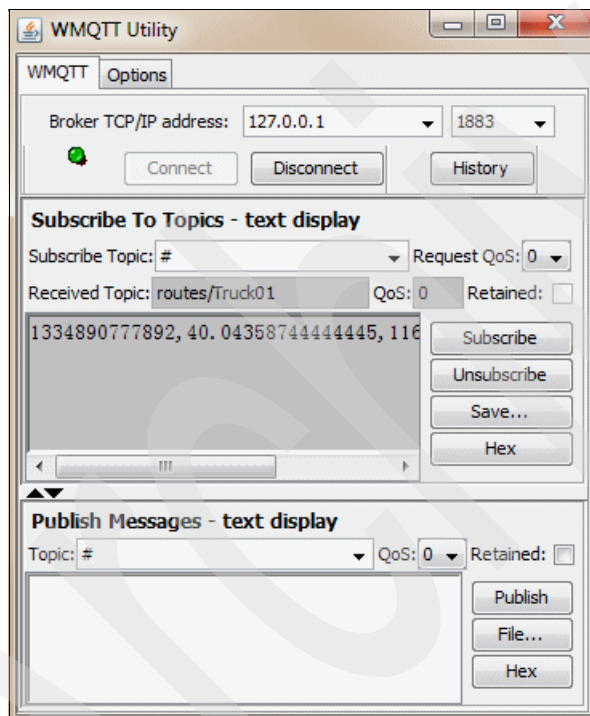 WMQTT Utility
WMQTT Options
Broker TCP/IP address: 127.0.0.1 1883
Connect Disconnect History
Subscribe To Topics - text display
Subscribe Topic: # Request QoS: 0
Received Topic: routes/Truck01 QoS: 0 Retained:
1334890777892, 40.04358744444445, 116
Subscribe
Unsubscribe
Save...
Hex
Publish Messages - text display
Topic: # QoS: 0 Retained:
Publish
File...
Hex